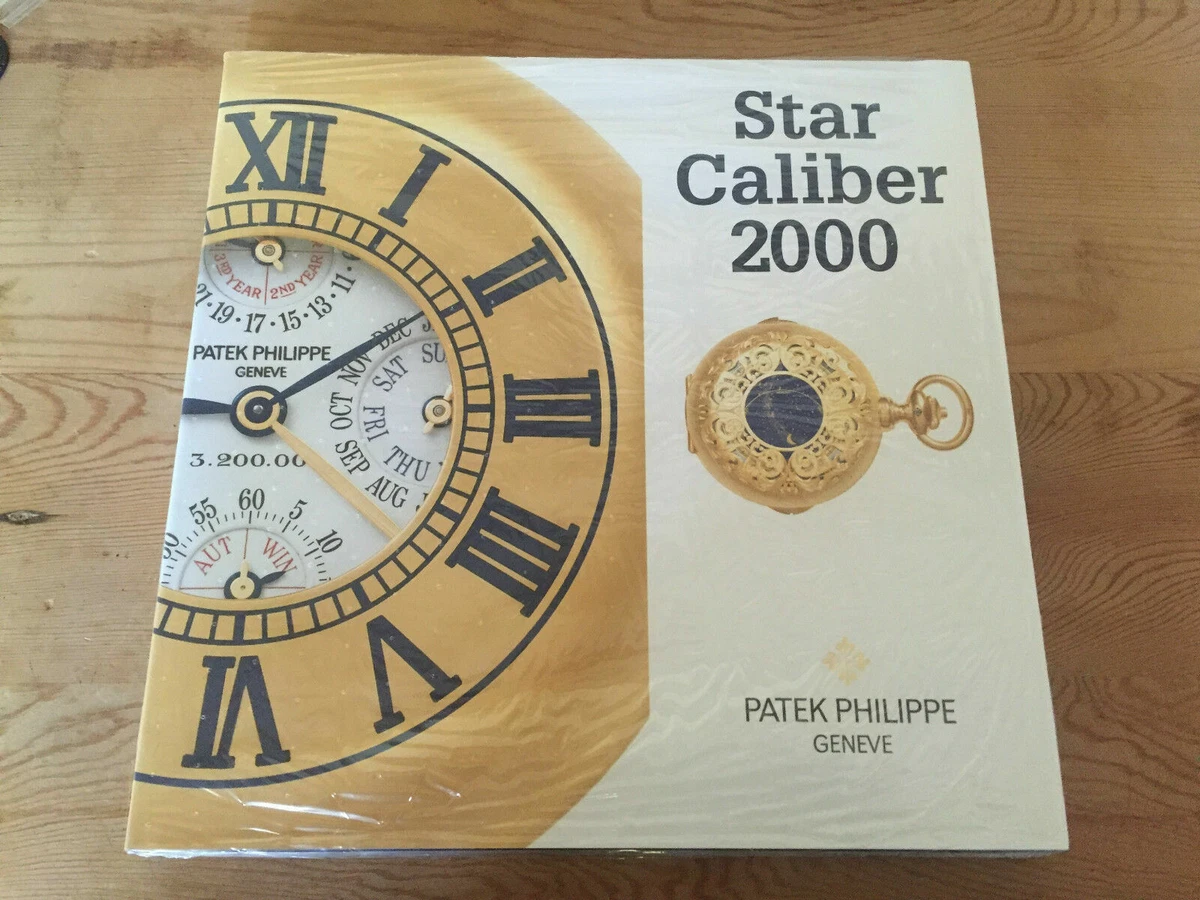 Star
Caliber
2000
PATEK PHILIPPE
GENEVE
XII
I
II
III
IIII
V
VI
3RD YEAR
2ND YEAR
21·19·17·15·13·11·
PATEK PHILIPPE
GENEVE
DEC
NOV
OCT
SEP
AUG
SU
SAT
FRI
THU
3.200.00
55 60 5 10
AUT WIN